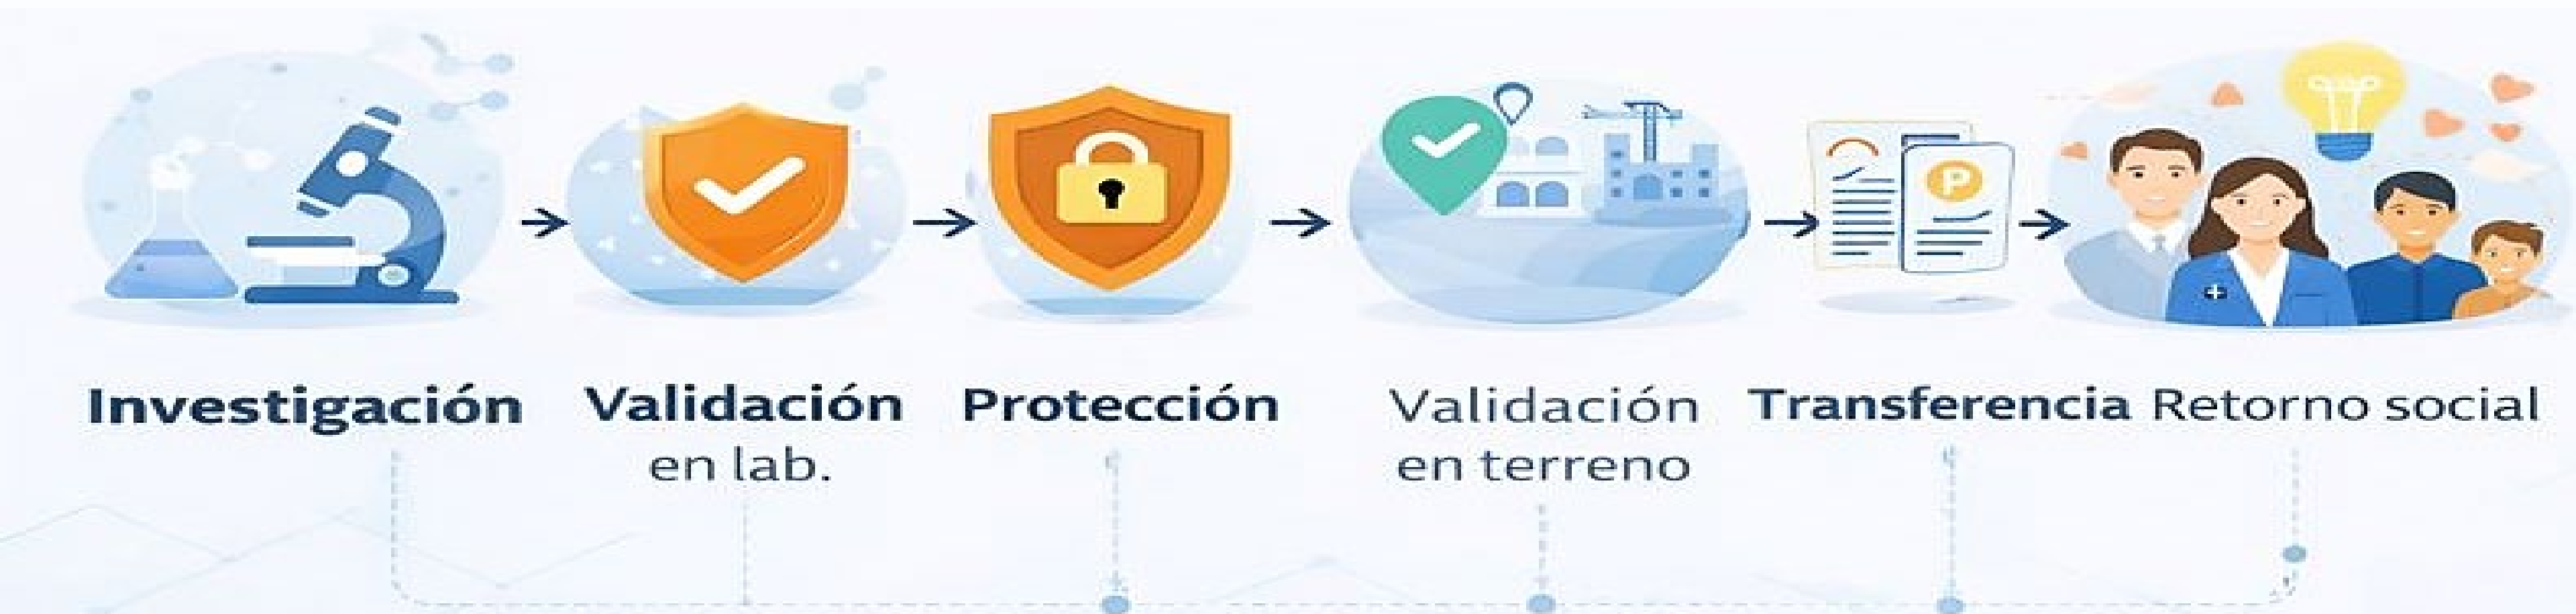 P
Investigación
Validación
en lab.
Protección
Validación
en terreno
Transferencia
Retorno social